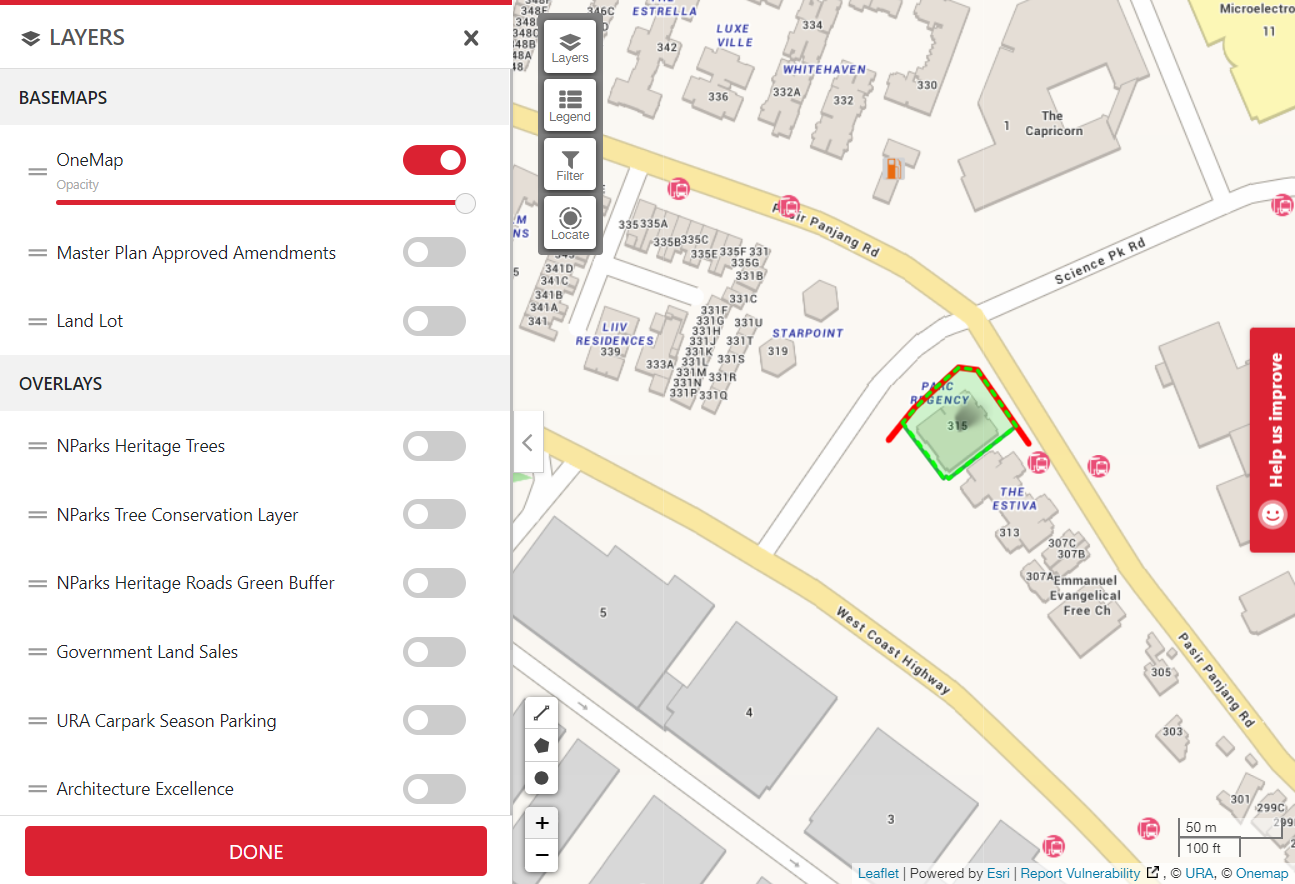 LAYERS
BASEMAPS
OneMap
Opacity
Master Plan Approved Amendments
Land Lot
OVERLAYS
NParks Heritage Trees
NParks Tree Conservation Layer
NParks Heritage Roads Green Buffer
Government Land Sales
URA Carpark Season Parking
Architecture Excellence
DONE
Layers
Legend
Filter
Locate
ESTRELLA
346C
348B
348A
342
LUXE
VILLE
336
334
WHITEHAVEN
332A
332
330
The
Capricorn
1
Microelectro
11
Pasir Panjang Rd
Science Pk Rd
335
335A
335B
335C
335E
335F
331
335G
331B
331C
341D
341C
341B
341A
341
LIIV
RESIDENCES
339
333A
331F
331G
331H
331J
331K
331L
331M
331N
331P
331U
331T
331S
331R
331Q
STARPOINT
319
PARC
REGENCY
315
THE
ESTIVA
313
307C
307B
307A
Emmanuel
Evangelical
Free Ch
305
303
301
299C
Pasir Panjang Rd
West Coast Highway
5
4
3
Help us improve
+
−
50 m
100 ft
Leaflet | Powered by Esri | Report Vulnerability , © URA, © Onemap